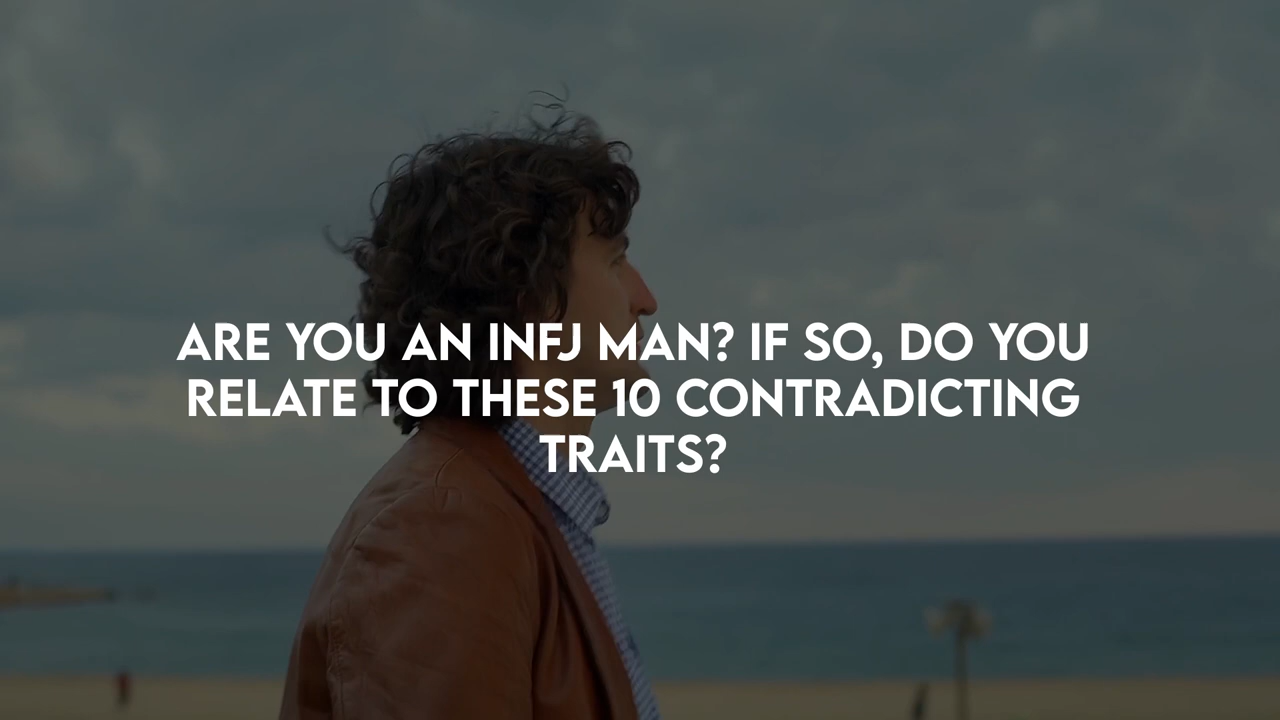 ARE YOU AN INFJ MAN? IF SO, DO YOU
RELATE TO THESE 10 CONTRADICTING
TRAITS?